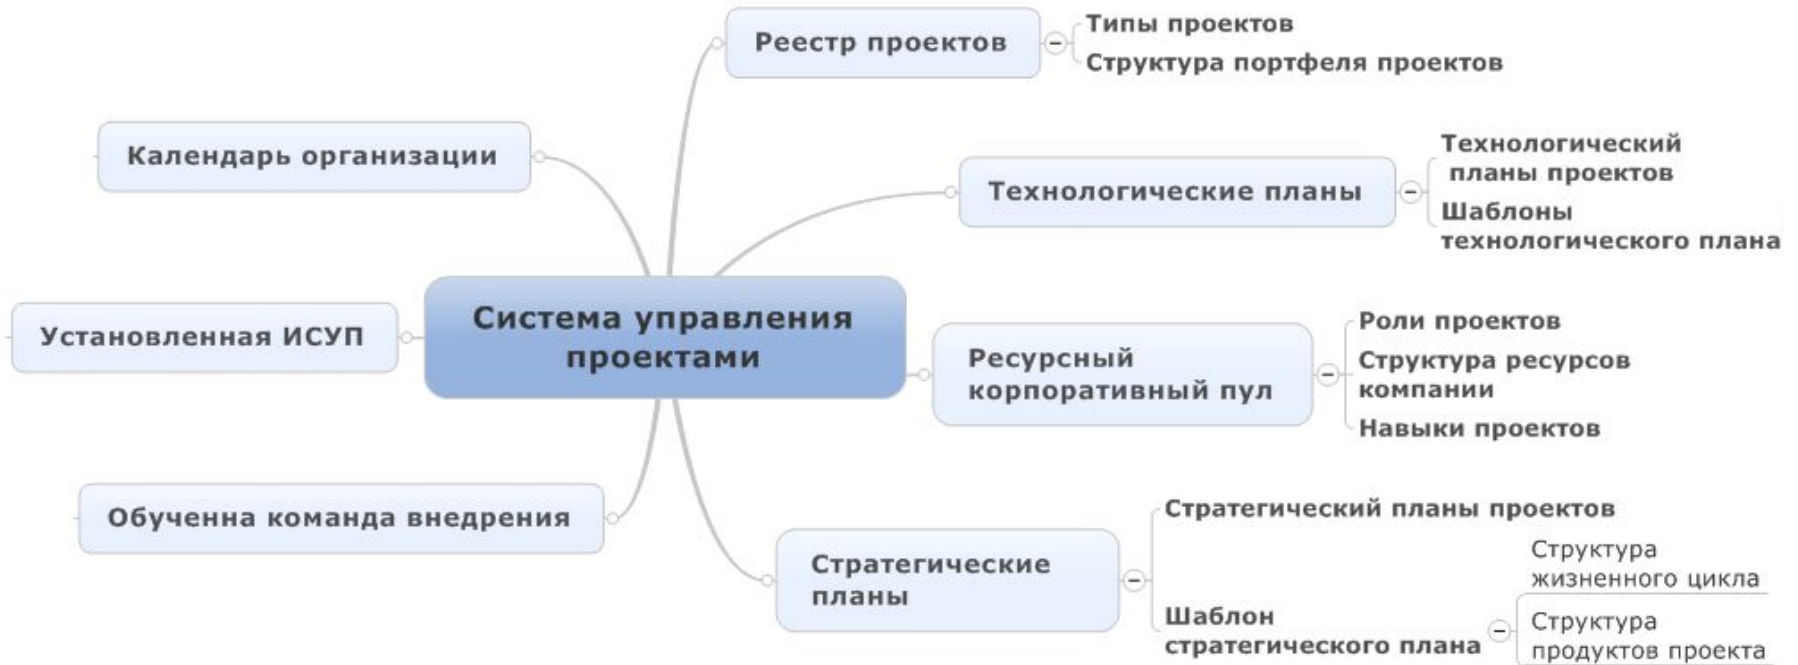 Реестр проектов
Типы проектов
Структура портфеля проектов
Календарь организации
Технологические планы
Технологический
планы проектов
Шаблоны
технологического плана
Установленная ИСУП
Система управления
проектами
Ресурсный
корпоративный пул
Роли проектов
Структура ресурсов
компании
Навыки проектов
Обученна команда внедрения
Стратегические
планы
Стратегический планы проектов
Шаблон
стратегического плана
Структура
жизненного цикла
Структура
продуктов проекта